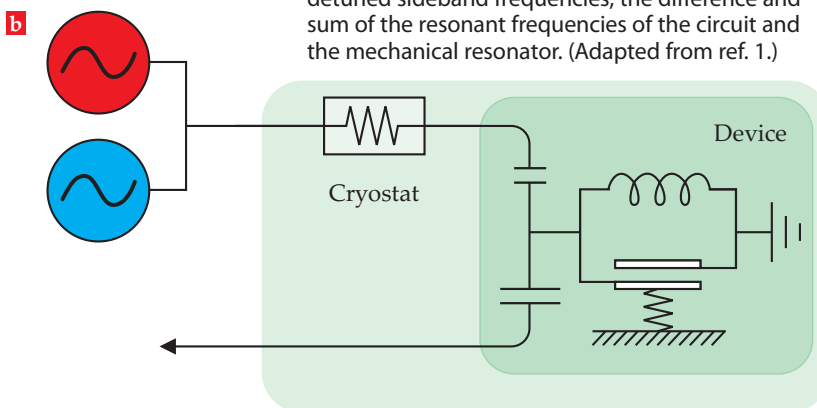 detuned sideband frequencies, the difference and
sum of the resonant frequencies of the circuit and
the mechanical resonator. (Adapted from ref. 1.)
b
Device
Cryostat